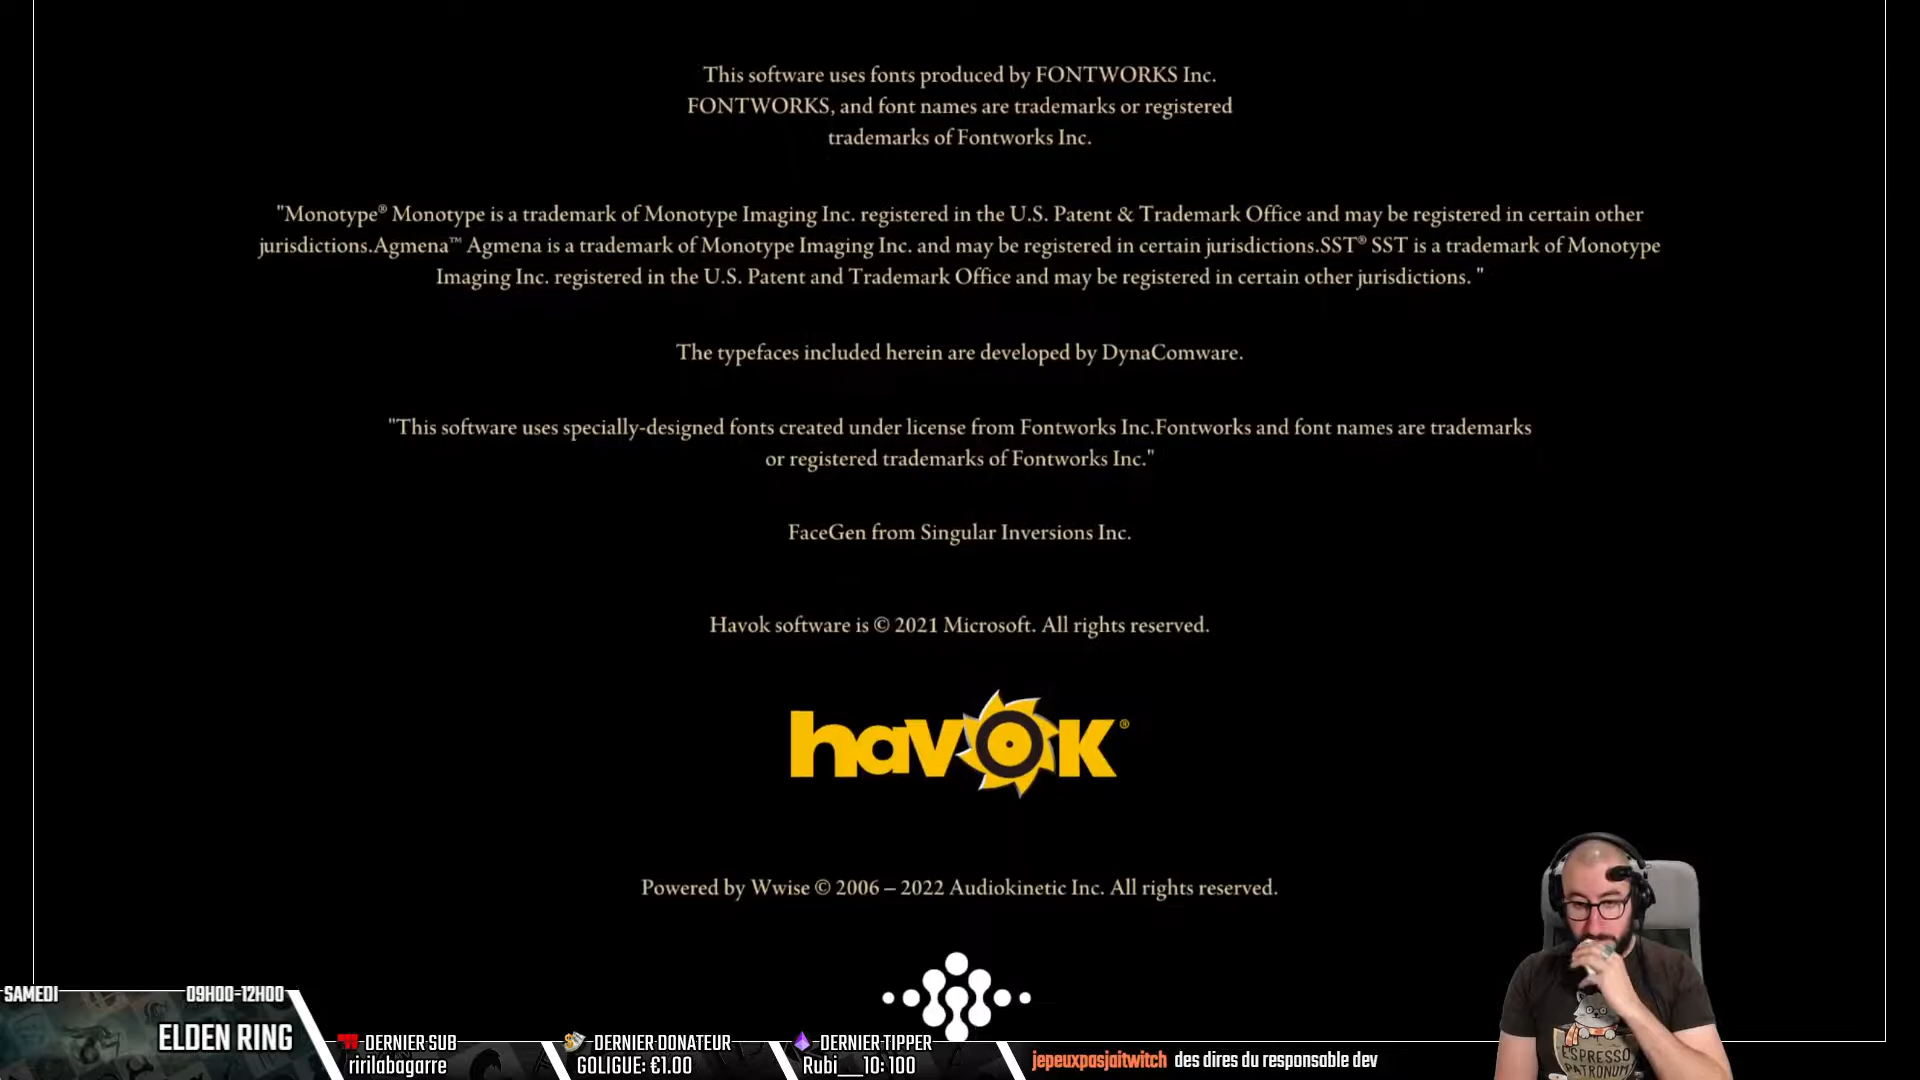 This software uses fonts produced by FONTWORKS Inc.
FONTWORKS, and font names are trademarks or registered
trademarks of Fontworks Inc.
"Monotype® Monotype is a trademark of Monotype Imaging Inc. registered in the U.S. Patent & Trademark Office and may be registered in certain other
jurisdictions.Agmena™ Agmena is a trademark of Monotype Imaging Inc. and may be registered in certain jurisdictions.SST® SST is a trademark of Monotype
Imaging Inc. registered in the U.S. Patent and Trademark Office and may be registered in certain other jurisdictions. "
The typefaces included herein are developed by DynaComware.
"This software uses specially-designed fonts created under license from Fontworks Inc.Fontworks and font names are trademarks
or registered trademarks of Fontworks Inc."
FaceGen from Singular Inversions Inc.
Havok software is © 2021 Microsoft. All rights reserved.
havok®
Powered by Wwise © 2006 – 2022 Audiokinetic Inc. All rights reserved.
SAMEDI 09H00-12H00
ELDEN RING
DERNIER SUB
ririlabagarre
DERNIER DONATEUR
GOLIGUE: €1.00
DERNIER TIPPER
Rubi__10: 100
jepeuxpasjaitwitch des dires du responsable dev
ESPRESSO
PATRONUM